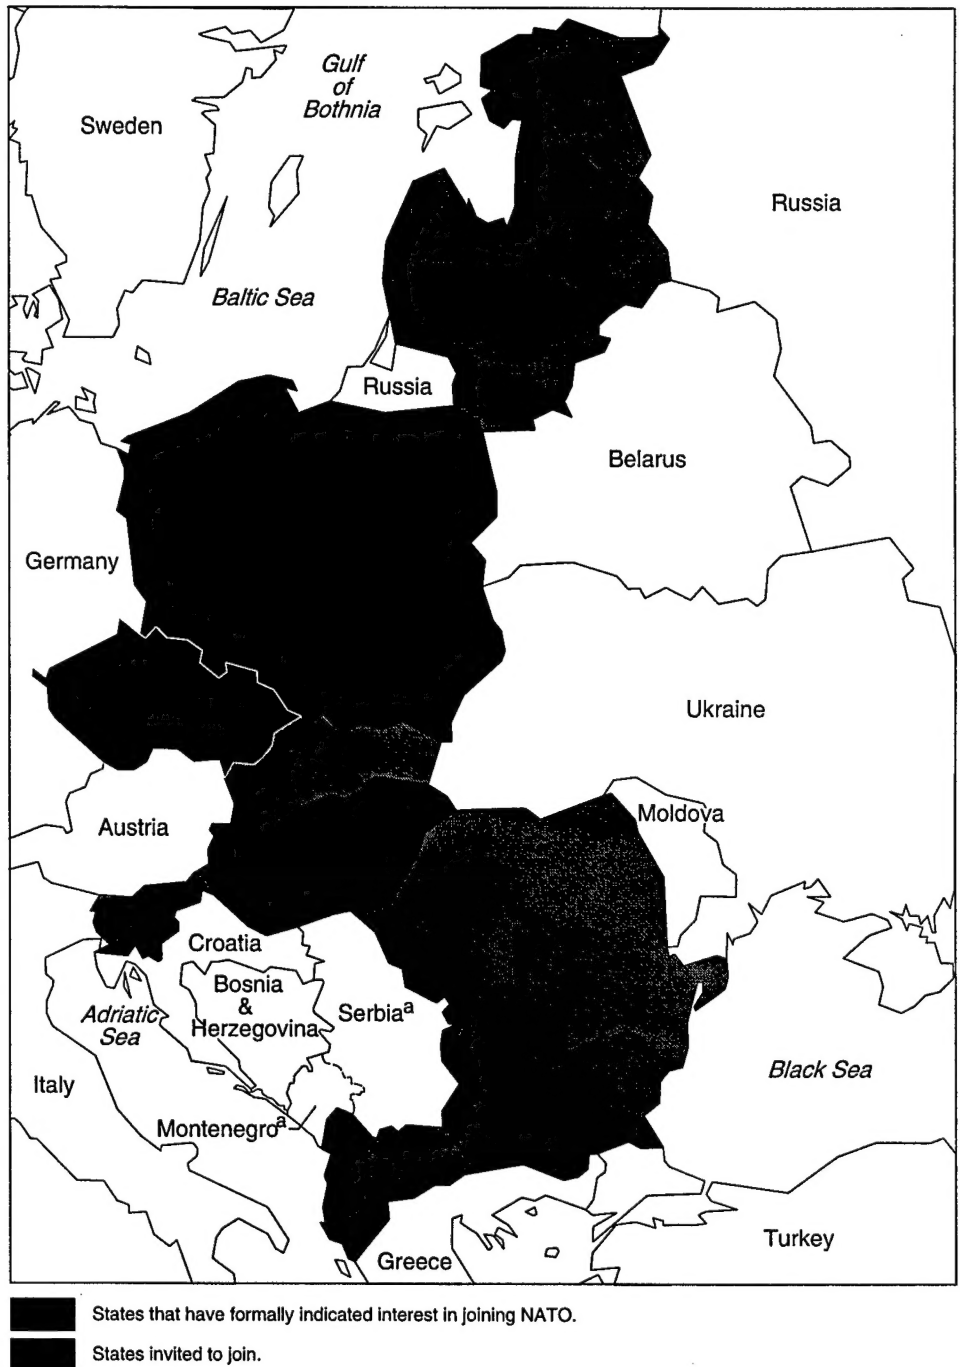 Gulf
of
Bothnia
Sweden
Russia
Baltic Sea
Russia
Belarus
Germany
Ukraine
Moldova
Austria
Croatia
Bosnia
&
Herzegovina
Serbiaa
Adriatic
Sea
Black Sea
Italy
Montenegroa
Turkey
Greece
States that have formally indicated interest in joining NATO.
States invited to join.